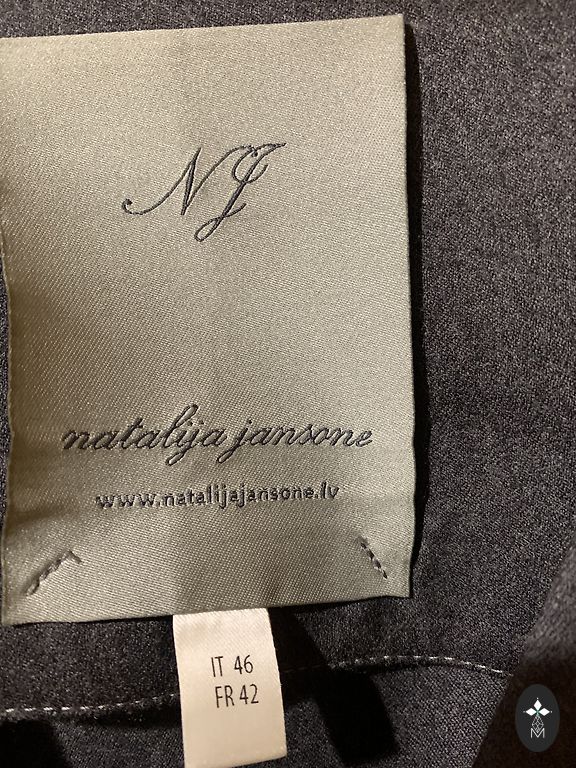 NJ
natalija jansone
www.natalijajansone.lv
IT 46
FR 42
M